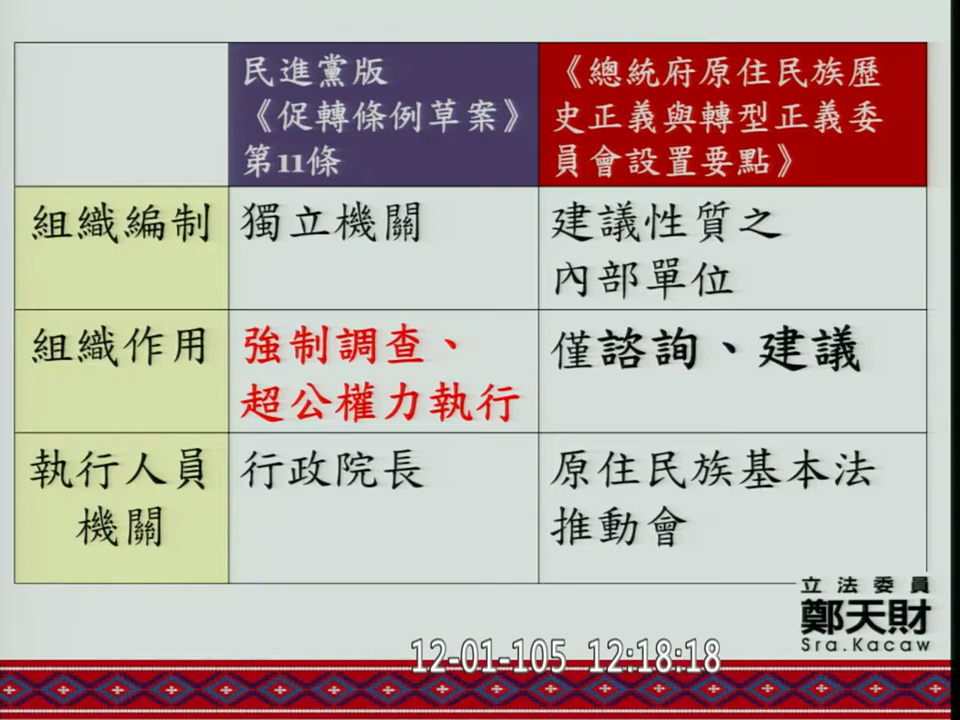 民進黨版
《促轉條例草案》
第11條
《總統府原住民族歷
史正義與轉型正義委
員會設置要點》
組織編制
獨立機關
建議性質之
內部單位
組織作用
強制調查、
超公權力執行
僅諮詢、建議
執行人員
機關
行政院長
原住民族基本法
推動會
立法委員
鄭天財
Sra.Kacaw
12-01-105 12:18:18